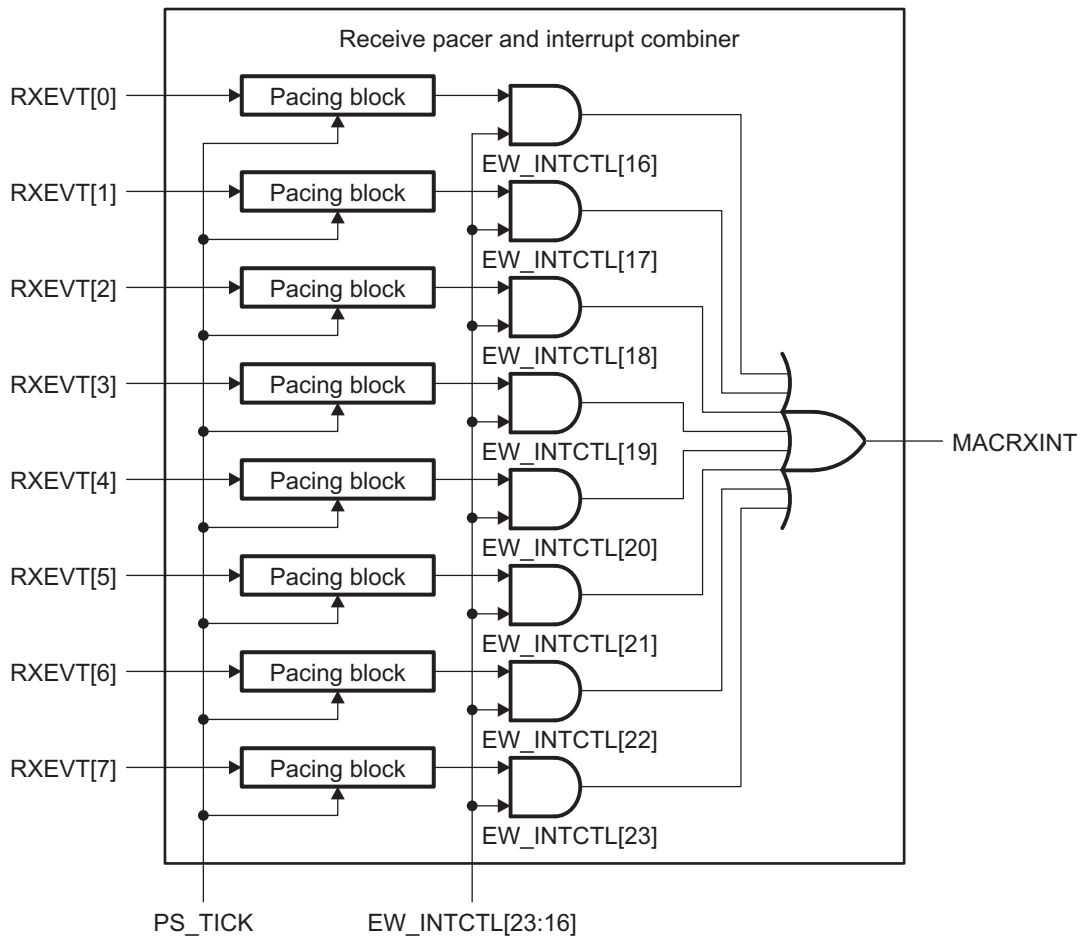 Receive pacer and interrupt combiner
RXEVT[0]
Pacing block
EW_INTCTL[16]
RXEVT[1]
Pacing block
EW_INTCTL[17]
RXEVT[2]
Pacing block
EW_INTCTL[18]
RXEVT[3]
Pacing block
EW_INTCTL[19]
MACRXINT
RXEVT[4]
Pacing block
EW_INTCTL[20]
RXEVT[5]
Pacing block
EW_INTCTL[21]
RXEVT[6]
Pacing block
EW_INTCTL[22]
RXEVT[7]
Pacing block
EW_INTCTL[23]
PS_TICK
EW_INTCTL[23:16]